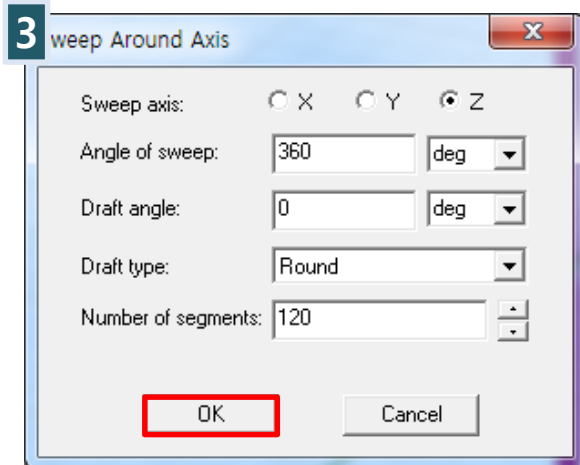 3
weep Around Axis
Sweep axis: X Y Z
Angle of sweep: 360 deg
Draft angle: 0 deg
Draft type: Round
Number of segments: 120
OK Cancel